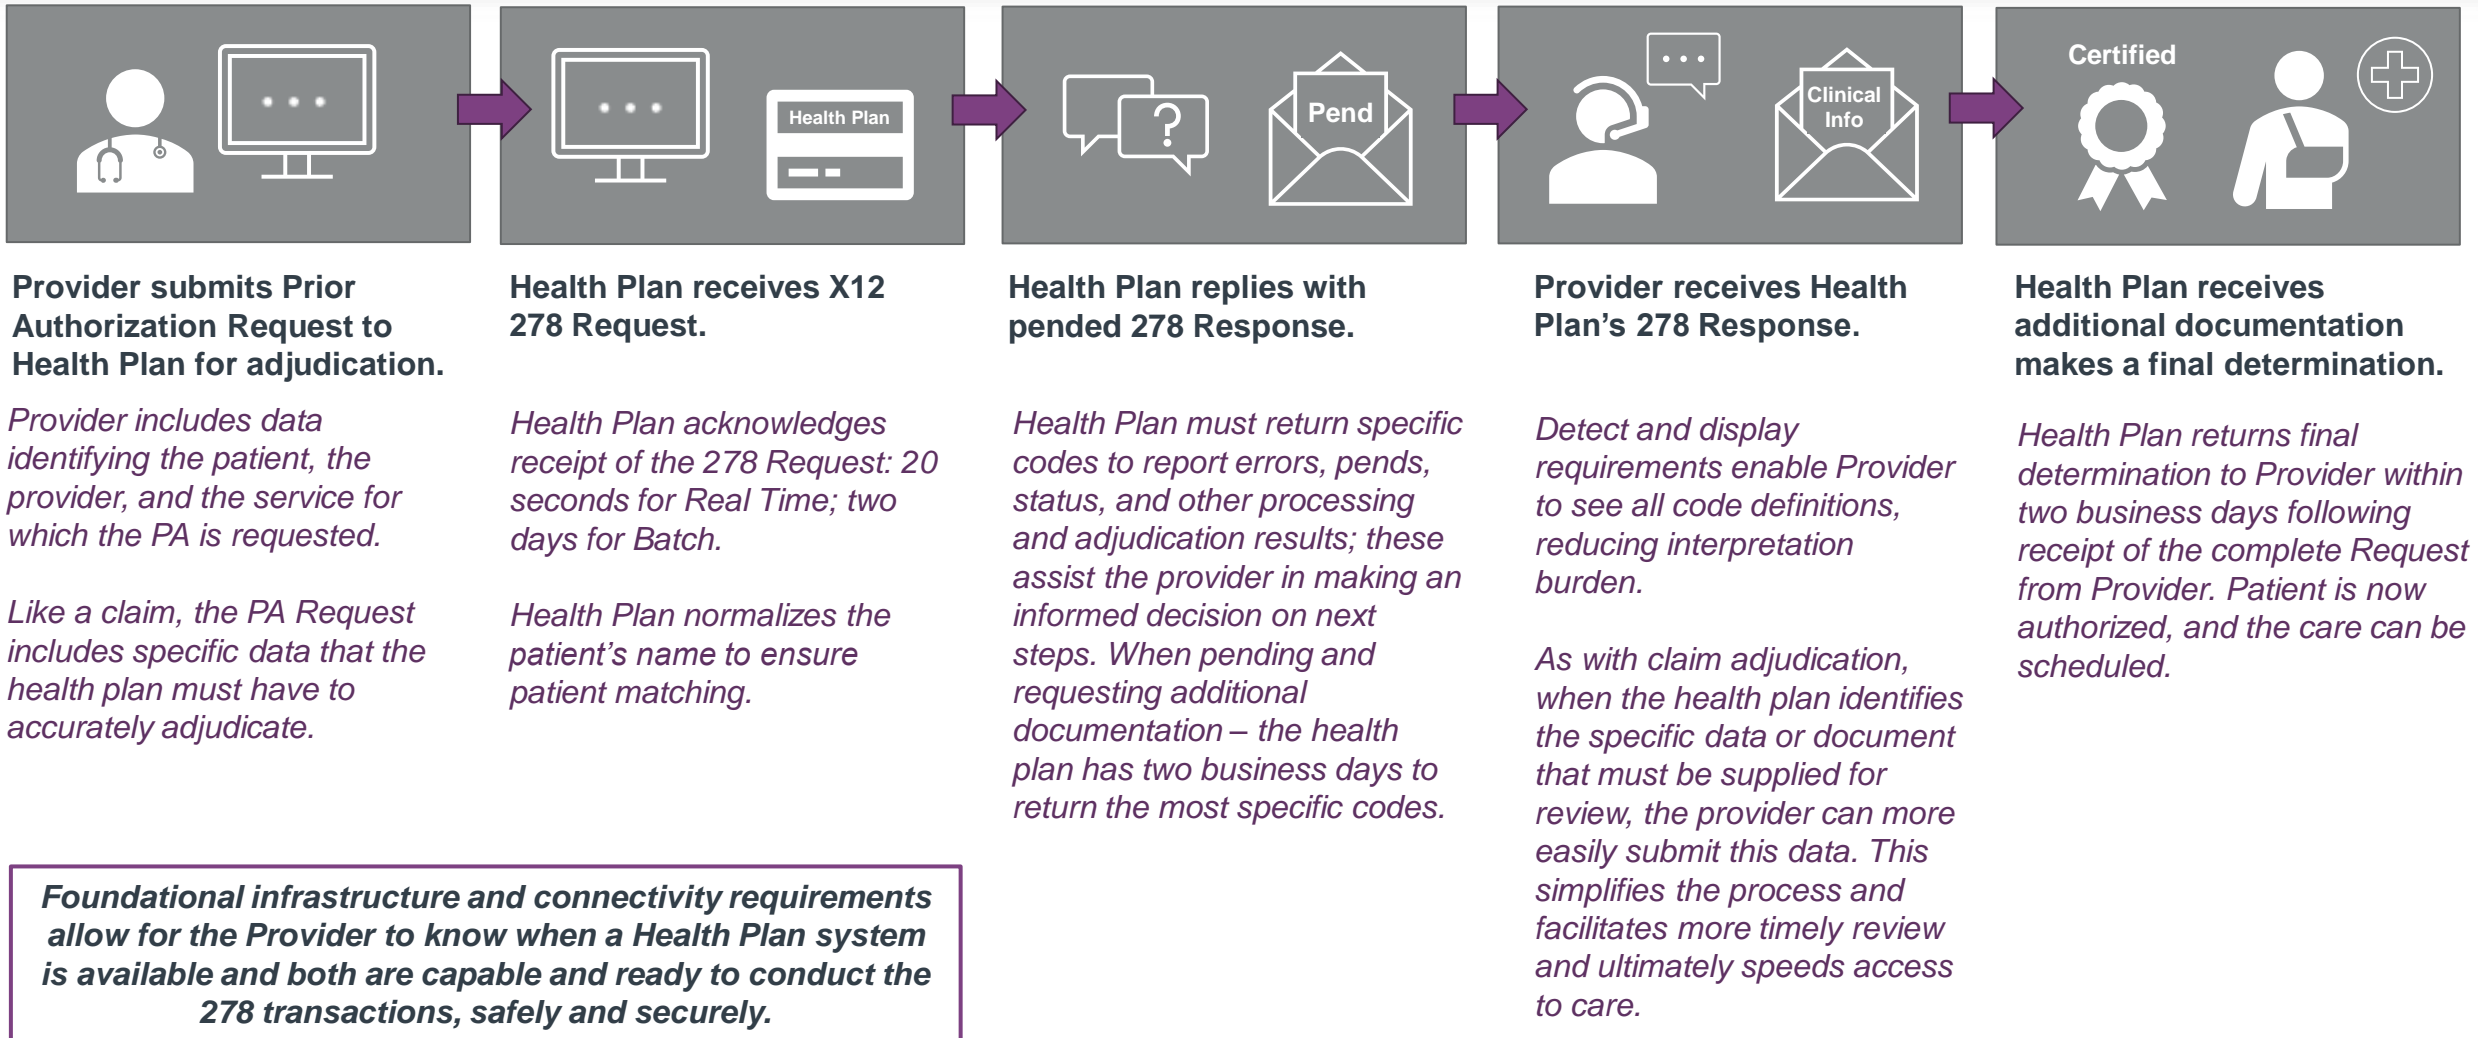 Health Plan
Pend
Clinical
Info
Certified
Provider submits Prior
Authorization Request to
Health Plan for adjudication.
Provider includes data
identifying the patient, the
provider, and the service for
which the PA is requested.
Like a claim, the PA Request
includes specific data that the
health plan must have to
accurately adjudicate.
Health Plan receives X12
278 Request.
Health Plan acknowledges
receipt of the 278 Request: 20
seconds for Real Time; two
days for Batch.
Health Plan normalizes the
patient’s name to ensure
patient matching.
Foundational infrastructure and connectivity requirements
allow for the Provider to know when a Health Plan system
is available and both are capable and ready to conduct the
278 transactions, safely and securely.
Health Plan replies with
pended 278 Response.
Health Plan must return specific
codes to report errors, pends,
status, and other processing
and adjudication results; these
assist the provider in making an
informed decision on next
steps. When pending and
requesting additional
documentation – the health
plan has two business days to
return the most specific codes.
Provider receives Health
Plan’s 278 Response.
Detect and display
requirements enable Provider
to see all code definitions,
reducing interpretation
burden.
As with claim adjudication,
when the health plan identifies
the specific data or document
that must be supplied for
review, the provider can more
easily submit this data. This
simplifies the process and
facilitates more timely review
and ultimately speeds access
to care.
Health Plan receives
additional documentation
makes a final determination.
Health Plan returns final
determination to Provider within
two business days following
receipt of the complete Request
from Provider. Patient is now
authorized, and the care can be
scheduled.